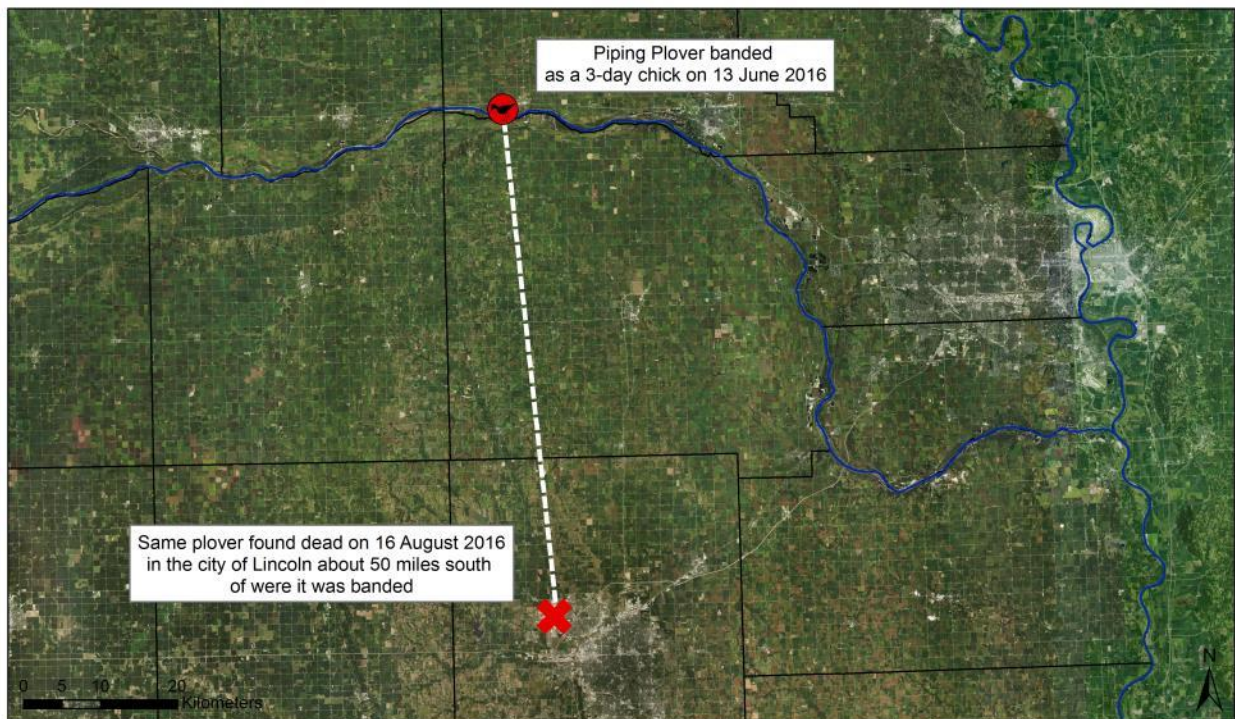 Piping Plover banded
as a 3-day chick on 13 June 2016
Same plover found dead on 16 August 2016
in the city of Lincoln about 50 miles south
of were it was banded
N
0 5 10 20
Kilometers